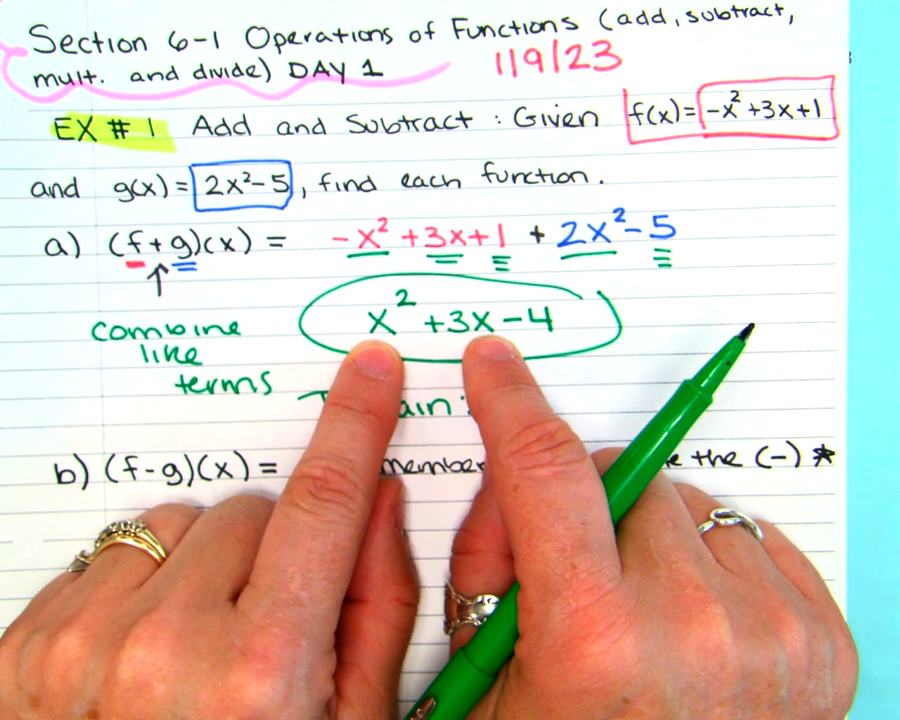 Section 6-1 Operations of Functions (add, subtract,
mult. and divide) DAY 1 1/9/23
EX # 1 Add and Subtract : Given f(x)= -x² +3x+1
and g(x) = 2x²-5, find each function.
a) (f+g)(x) = -x² +3x+1 + 2x²-5
x² +3x-4
combine
like
terms
b) (f-g)(x) = the (-) *